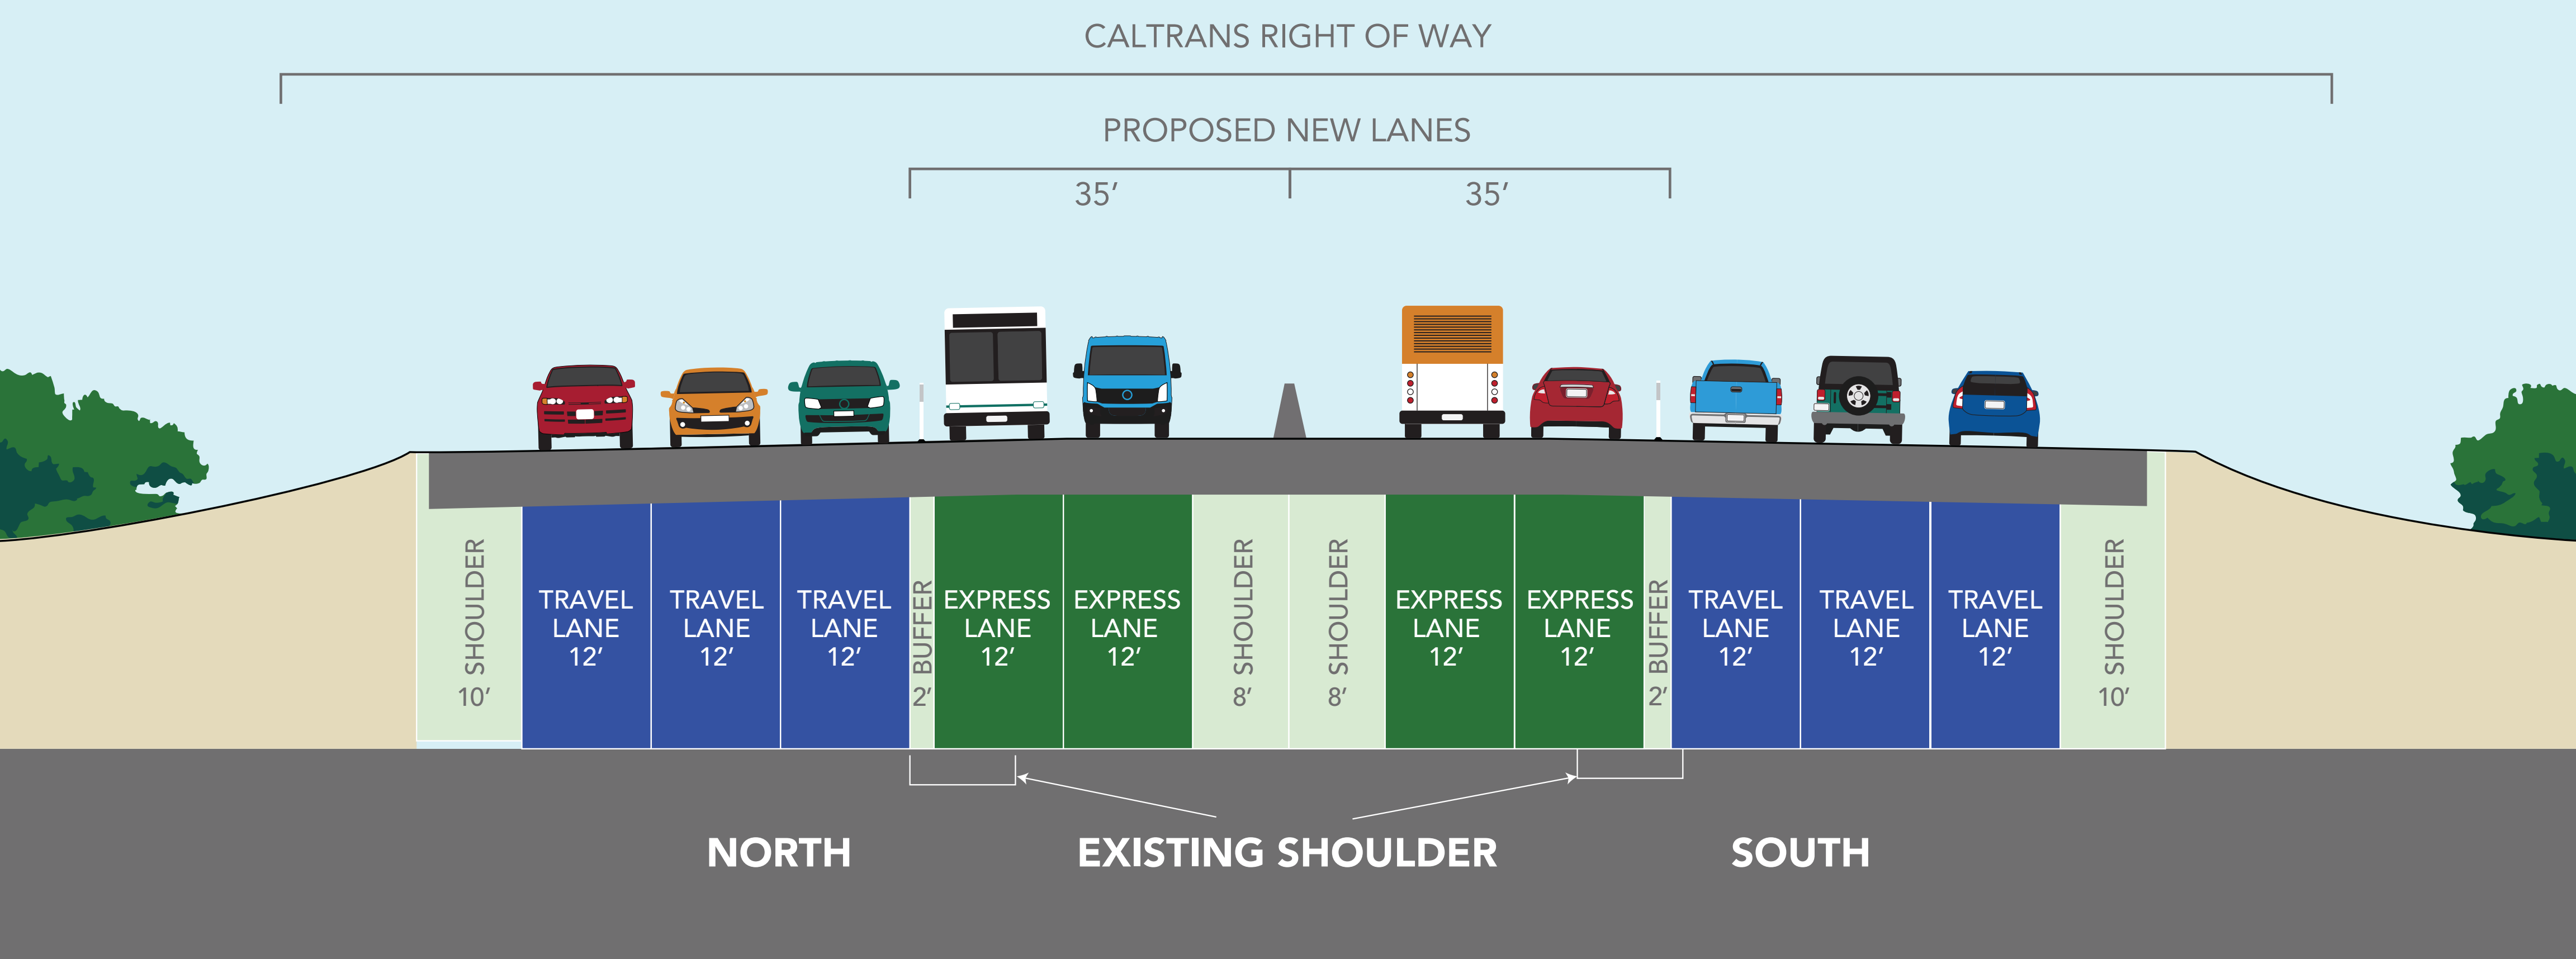 CALTRANS RIGHT OF WAY
PROPOSED NEW LANES
35’ 35’
10’ SHOULDER
TRAVEL
LANE
12’
TRAVEL
LANE
12’
TRAVEL
LANE
12’
2’ BUFFER
EXPRESS
LANE
12’
EXPRESS
LANE
12’
8’ SHOULDER
8’ SHOULDER
EXPRESS
LANE
12’
EXPRESS
LANE
12’
2’ BUFFER
TRAVEL
LANE
12’
TRAVEL
LANE
12’
TRAVEL
LANE
12’
10’ SHOULDER
NORTH
EXISTING SHOULDER
SOUTH